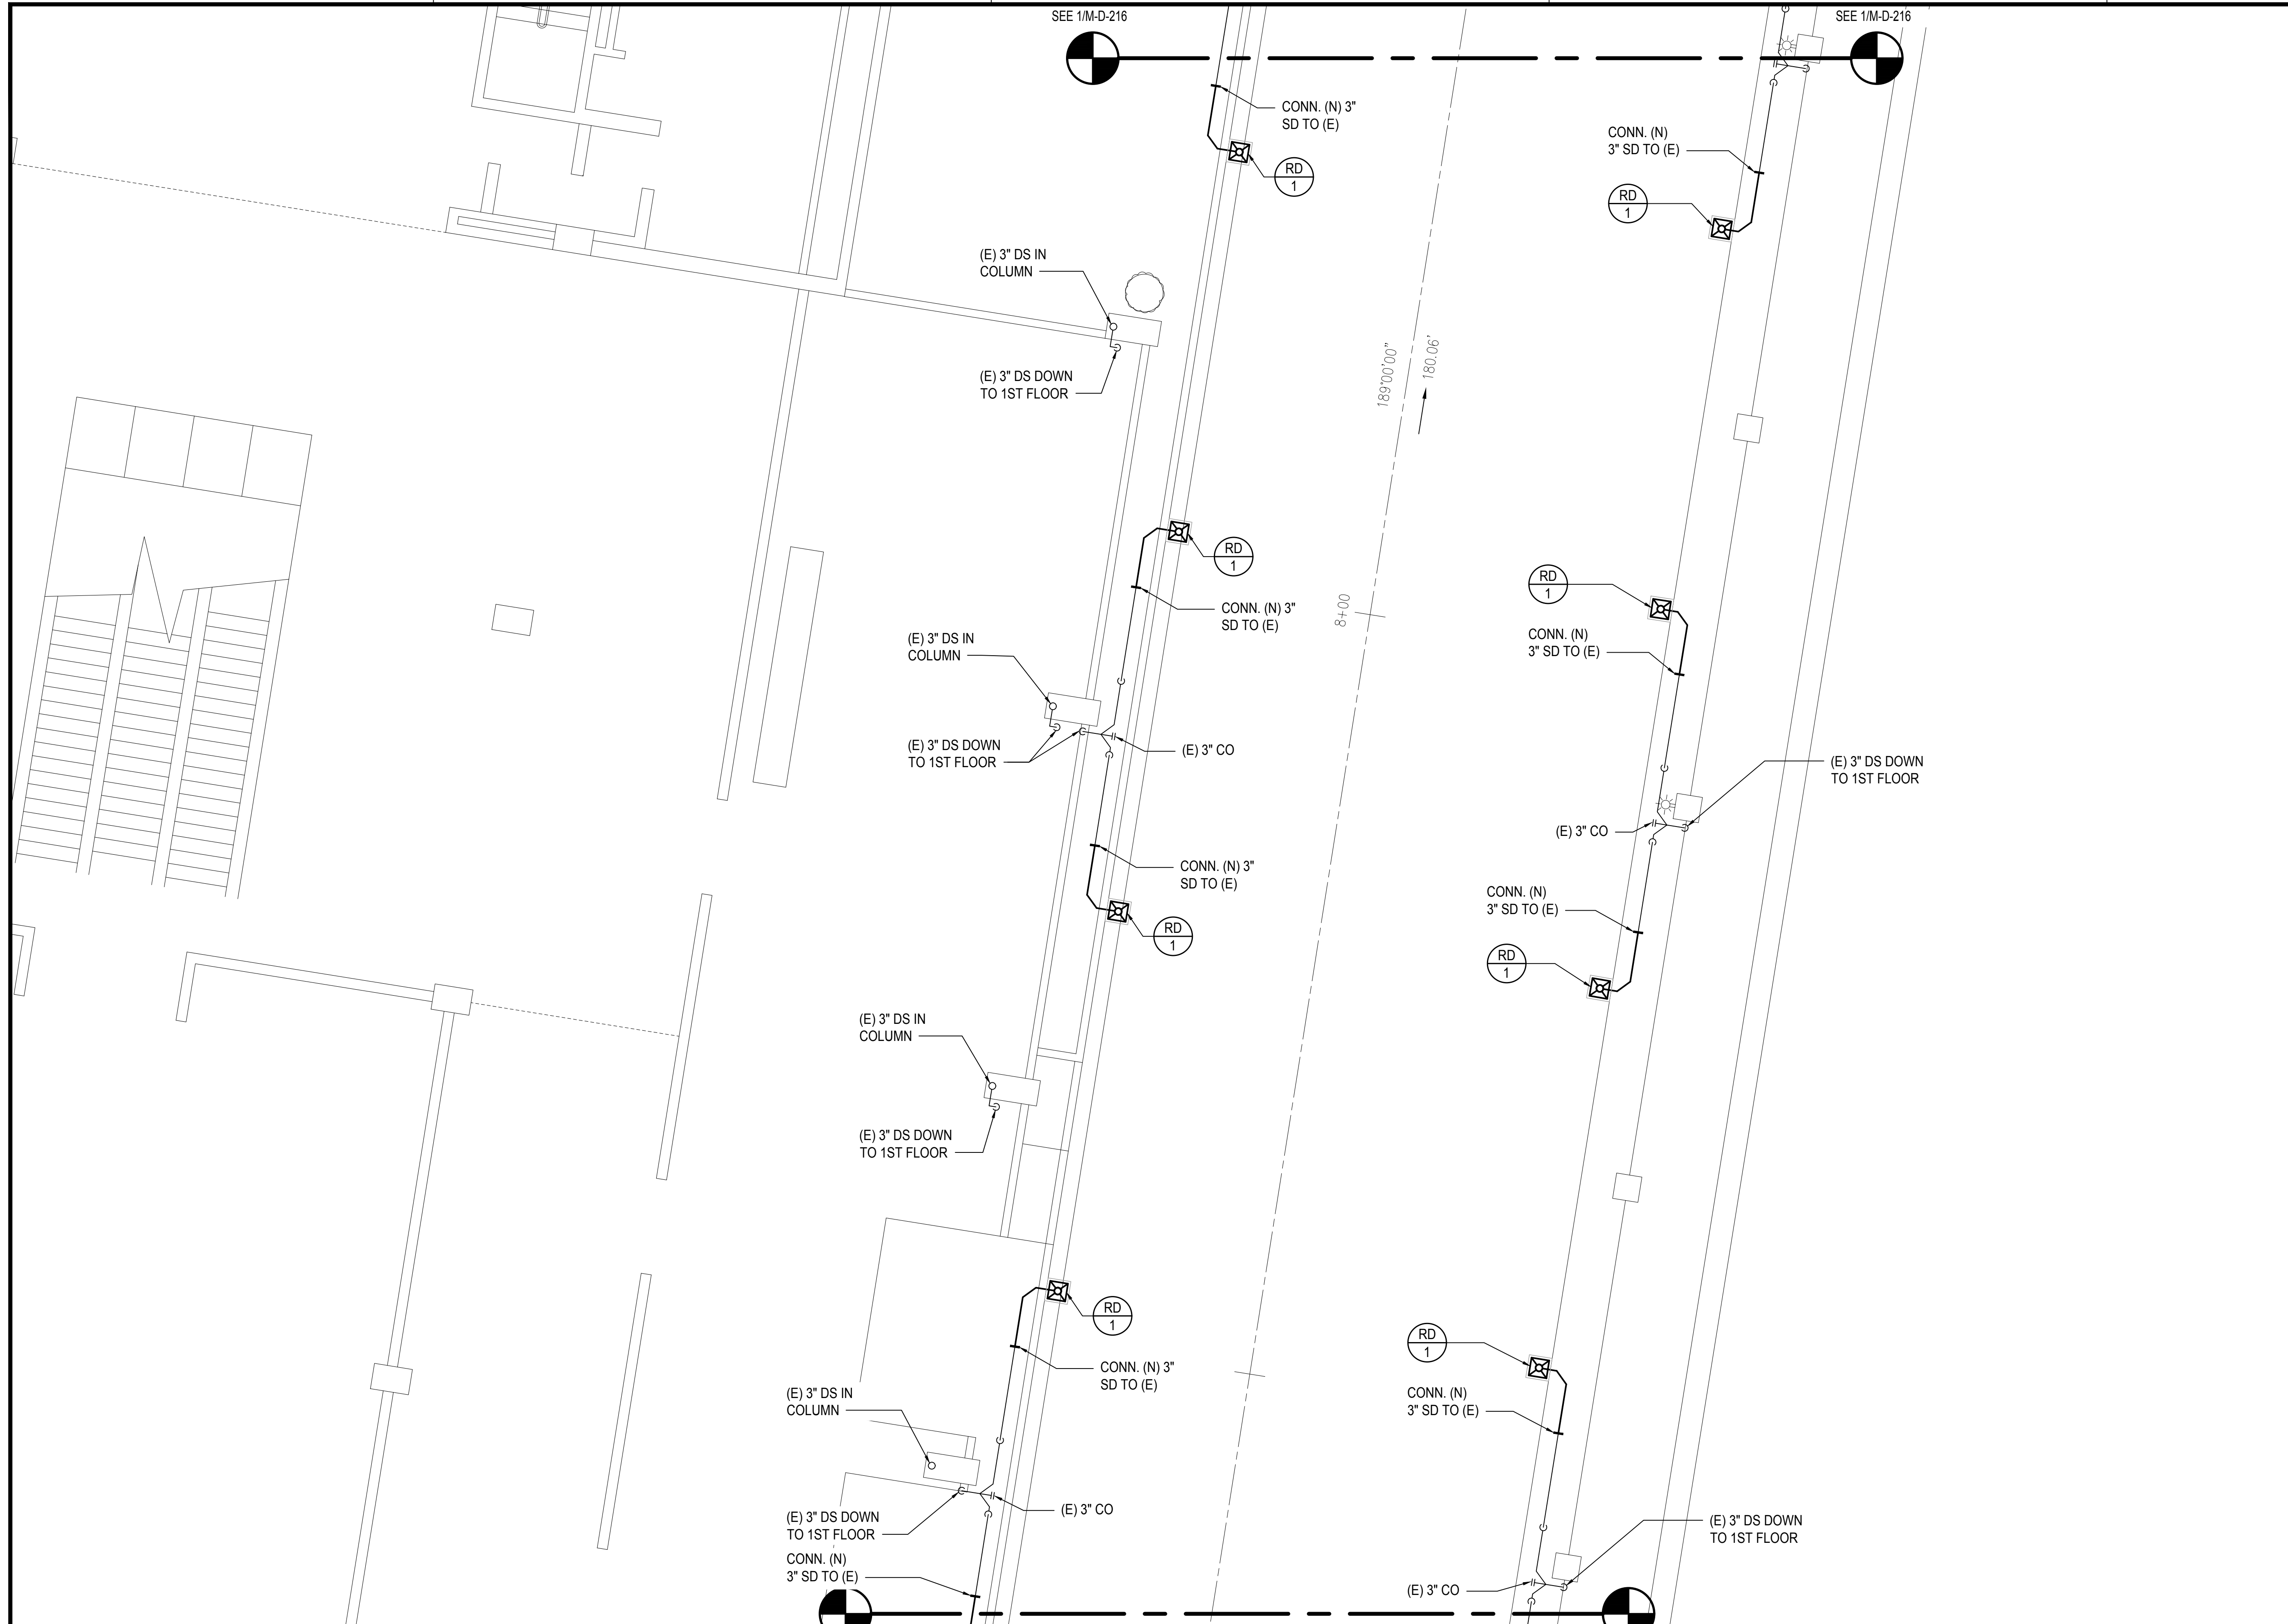 SEE 1/M-D-216
SEE 1/M-D-216
CONN. (N) 3"
SD TO (E)
RD
1
CONN. (N)
3" SD TO (E)
RD
1
(E) 3" DS IN
COLUMN
(E) 3" DS DOWN
TO 1ST FLOOR
189°00'00"
180.06'
RD
1
CONN. (N) 3"
SD TO (E)
8+00
RD
1
CONN. (N)
3" SD TO (E)
(E) 3" DS IN
COLUMN
(E) 3" DS DOWN
TO 1ST FLOOR
(E) 3" CO
(E) 3" DS DOWN
TO 1ST FLOOR
(E) 3" CO
CONN. (N) 3"
SD TO (E)
RD
1
CONN. (N)
3" SD TO (E)
RD
1
(E) 3" DS IN
COLUMN
(E) 3" DS DOWN
TO 1ST FLOOR
RD
1
CONN. (N) 3"
SD TO (E)
RD
1
CONN. (N)
3" SD TO (E)
(E) 3" DS IN
COLUMN
(E) 3" DS DOWN
TO 1ST FLOOR
(E) 3" CO
CONN. (N)
3" SD TO (E)
(E) 3" DS DOWN
TO 1ST FLOOR
(E) 3" CO